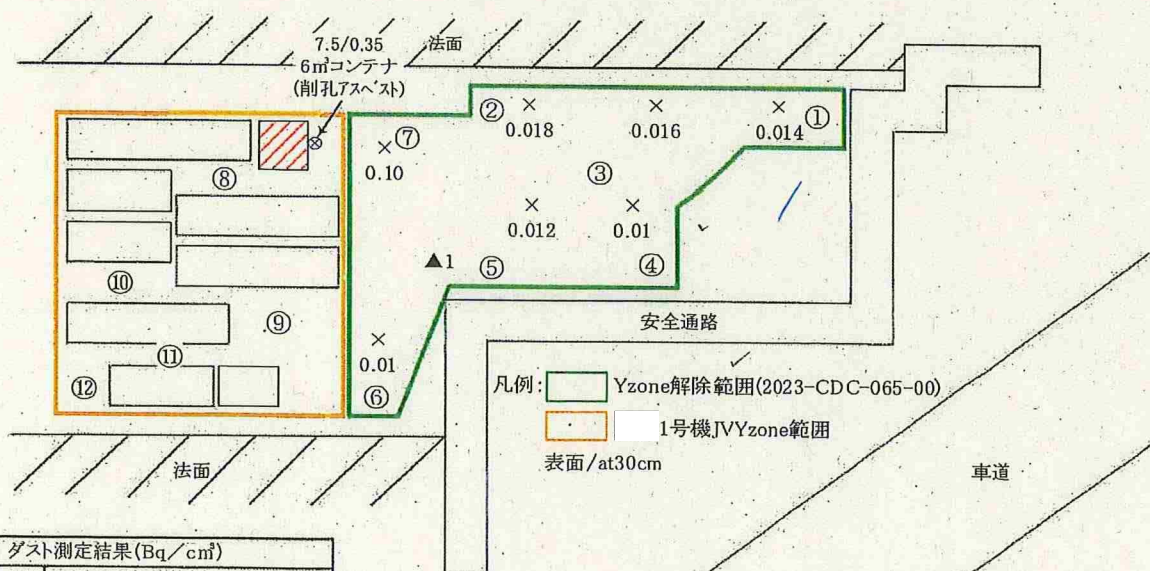 7.5/0.35
6㎥コンテナ
(削孔アスベスト)
法面
② ①
0.018 0.016 0.014
⑦
0.10
⑧ ③
0.012 0.01
▲1 ⑤ ④
⑩
⑨
安全通路
⑪
0.01
⑫ ⑥
凡例:
Yzone解除範囲(2023-CDC-065-00)
1号機JVYzone範囲
表面/at30cm
法面
車道
ダスト測定結果(Bq/c㎥)